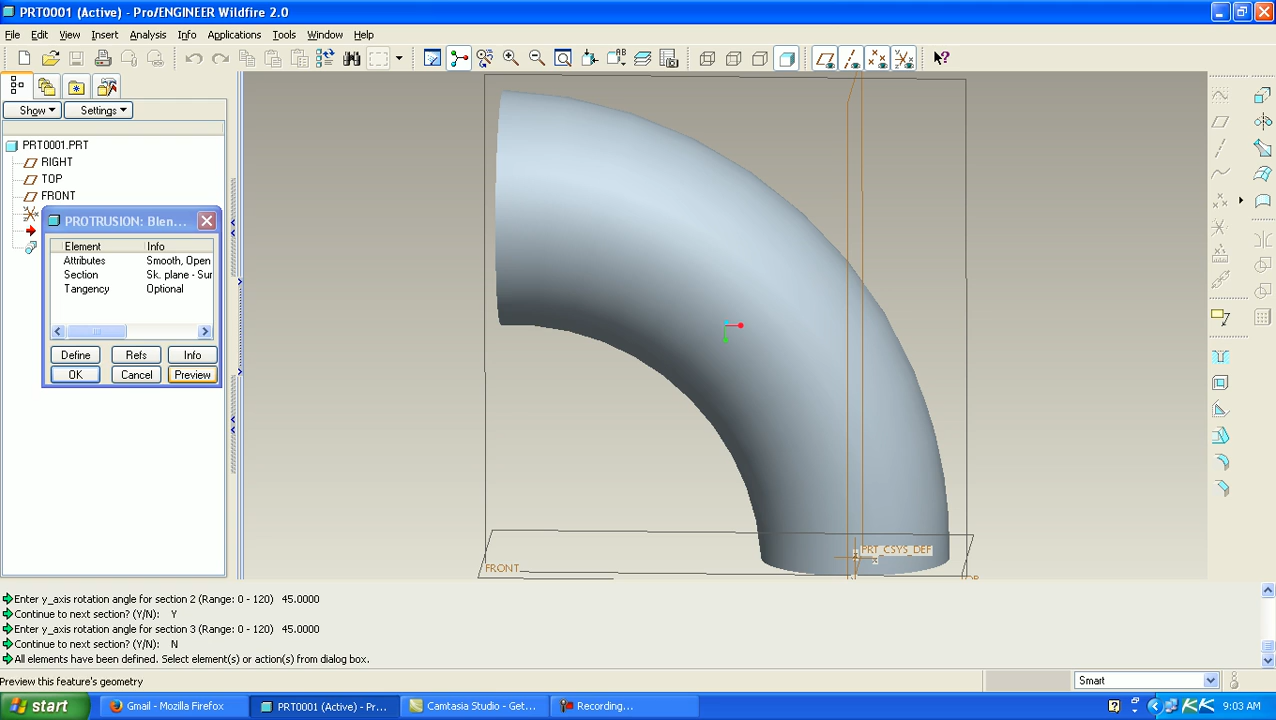 PRT0001 (Active) - Pro/ENGINEER Wildfire 2.0
File Edit View Insert Analysis Info Applications Tools Window Help
Show Settings
PRT0001.PRT
RIGHT
TOP
FRONT
PROTRUSION: Blen...
Element Info
Attributes Smooth, Open
Section Sk. plane - Sur
Tangency Optional
Define Refs Info
OK Cancel Preview
PRT_CSYS_DEF
FRONT
Enter y_axis rotation angle for section 2 (Range: 0 - 120) 45.0000
Continue to next section? (Y/N): Y
Enter y_axis rotation angle for section 3 (Range: 0 - 120) 45.0000
Continue to next section? (Y/N): N
All elements have been defined. Select element(s) or action(s) from dialog box.
Preview this feature's geometry
Smart
start
Gmail - Mozilla Firefox
PRT0001 (Active) - Pr...
Camtasia Studio - Get...
Recording...
9:03 AM